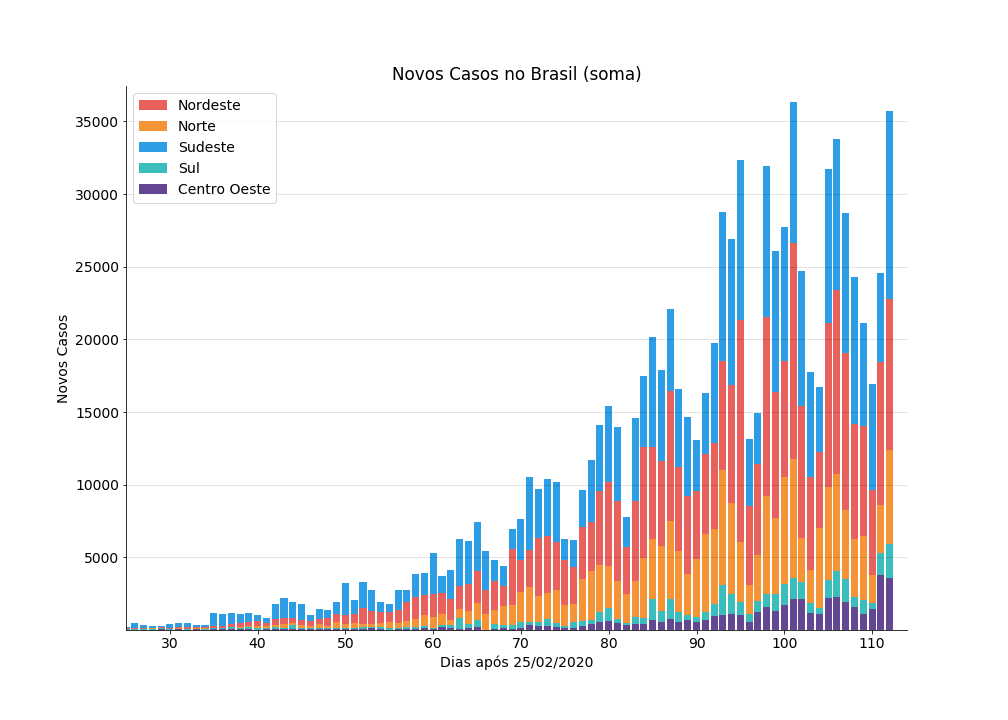 Novos Casos no Brasil (soma)
Nordeste
Norte
Sudeste
Sul
Centro Oeste
Novos Casos
35000
30000
25000
20000
15000
10000
5000
30 40 50 60 70 80 90 100 110
Dias após 25/02/2020